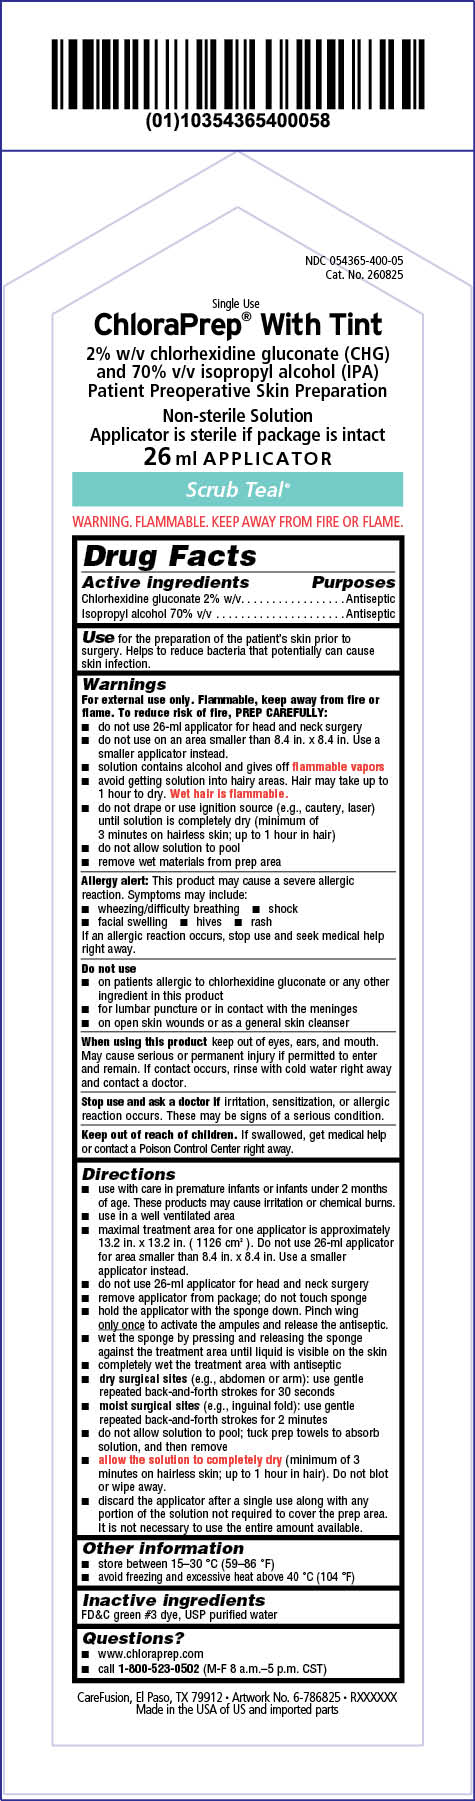 (01)10354365400058
NDC 054365-400-05
Cat. No. 260825
Single Use
ChloraPrep® With Tint
2% w/v chlorhexidine gluconate (CHG)
and 70% v/v isopropyl alcohol (IPA)
Patient Preoperative Skin Preparation
Non-sterile Solution
Applicator is sterile if package is intact
26 ml APPLICATOR
Scrub Teal®
WARNING. FLAMMABLE. KEEP AWAY FROM FIRE OR FLAME.
Drug Facts
Active ingredients Purposes
Chlorhexidine gluconate 2% w/v. . . . . . . . . . . . . . . . . Antiseptic
Isopropyl alcohol 70% v/v . . . . . . . . . . . . . . . . . . . . . Antiseptic
Use for the preparation of the patient's skin prior to
surgery. Helps to reduce bacteria that potentially can cause
skin infection.
Warnings
For external use only. Flammable, keep away from fire or
flame. To reduce risk of fire, PREP CAREFULLY:
■ do not use 26-ml applicator for head and neck surgery
■ do not use on an area smaller than 8.4 in. x 8.4 in. Use a
smaller applicator instead.
■ solution contains alcohol and gives off flammable vapors
■ avoid getting solution into hairy areas. Hair may take up to
1 hour to dry. Wet hair is flammable.
■ do not drape or use ignition source (e.g., cautery, laser)
until solution is completely dry (minimum of
3 minutes on hairless skin; up to 1 hour in hair)
■ do not allow solution to pool
■ remove wet materials from prep area
Allergy alert: This product may cause a severe allergic
reaction. Symptoms may include:
■ wheezing/difficulty breathing ■ shock
■ facial swelling ■ hives ■ rash
If an allergic reaction occurs, stop use and seek medical help
right away.
Do not use
■ on patients allergic to chlorhexidine gluconate or any other
ingredient in this product
■ for lumbar puncture or in contact with the meninges
■ on open skin wounds or as a general skin cleanser
When using this product keep out of eyes, ears, and mouth.
May cause serious or permanent injury if permitted to enter
and remain. If contact occurs, rinse with cold water right away
and contact a doctor.
Stop use and ask a doctor if irritation, sensitization, or allergic
reaction occurs. These may be signs of a serious condition.
Keep out of reach of children. If swallowed, get medical help
or contact a Poison Control Center right away.
Directions
■ use with care in premature infants or infants under 2 months
of age. These products may cause irritation or chemical burns.
■ use in a well ventilated area
■ maximal treatment area for one applicator is approximately
13.2 in. x 13.2 in. ( 1126 cm² ). Do not use 26-ml applicator
for area smaller than 8.4 in. x 8.4 in. Use a smaller
applicator instead.
■ do not use 26-ml applicator for head and neck surgery
■ remove applicator from package; do not touch sponge
■ hold the applicator with the sponge down. Pinch wing
only once to activate the ampules and release the antiseptic.
■ wet the sponge by pressing and releasing the sponge
against the treatment area until liquid is visible on the skin
■ completely wet the treatment area with antiseptic
■ dry surgical sites (e.g., abdomen or arm): use gentle
repeated back-and-forth strokes for 30 seconds
■ moist surgical sites (e.g., inguinal fold): use gentle
repeated back-and-forth strokes for 2 minutes
■ do not allow solution to pool; tuck prep towels to absorb
solution, and then remove
■ allow the solution to completely dry (minimum of 3
minutes on hairless skin; up to 1 hour in hair). Do not blot
or wipe away.
■ discard the applicator after a single use along with any
portion of the solution not required to cover the prep area.
It is not necessary to use the entire amount available.
Other information
■ store between 15–30 °C (59–86 °F)
■ avoid freezing and excessive heat above 40 °C (104 °F)
Inactive ingredients
FD&C green #3 dye, USP purified water
Questions?
■ www.chloraprep.com
■ call 1-800-523-0502 (M-F 8 a.m.–5 p.m. CST)
CareFusion, El Paso, TX 79912 • Artwork No. 6-786825 • RXXXXXX
Made in the USA of US and imported parts